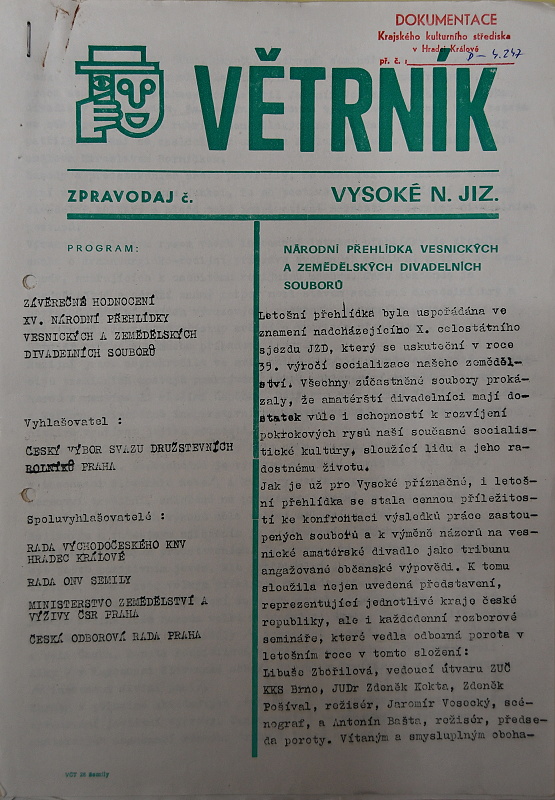 DOKUMENTACE
Krajského kulturního střediska
v Hradci Králové
př. č. : P - 4.247
VĚTRNÍK
ZPRAVODAJ č.
VYSOKÉ N. JIZ.
PROGRAM:
ZÁVĚREČNÉ HODNOCENÍ
XV. NÁRODNÍ PŘEHLÍDKY
VESNICKÝCH A ZEMĚDĚLSKÝCH
DIVADELNÍCH SOUBORŮ
Vyhlašovatel :
ČESKÝ VÝBOR SVAZU DRUŽSTEVNÍCH
ROLNÍKŮ PRAHA
Spoluvyhlašovatelé :
RADA VÝCHODOČESKÉHO KNV
HRADEC KRÁLOVÉ
RADA ONV SEMILY
MINISTERSTVO ZEMĚDĚLSTVÍ A
VÝŽIVY ČSR PRAHA
ČESKÁ ODBOROVÁ RADA PRAHA
NÁRODNÍ PŘEHLÍDKA VESNICKÝCH
A ZEMĚDĚLSKÝCH DIVADELNÍCH
SOUBORŮ
Letošní přehlídka byla uspořádána ve
znamení nadcházejícího X. celostátního
sjezdu JZD, který se uskuteční v roce
35. výročí socializace našeho zeměděl-
ství. Všechny zúčastněné soubory proká-
zaly, že amatérští divadelníci mají do-
statek vůle i schopností k rozvíjení
pokrokových rysů naší současné socialis-
tické kultury, sloužící lidu a jeho ra-
dostnému životu.
Jak je už pro Vysoké příznačné, i letoš-
ní přehlídka se stala cennou příležitos-
tí ke konfrontaci výsledků práce zastou-
pených souborů a k výměně názorů na ves-
nické amatérské divadlo jako tribunu
angažované občanské výpovědi. K tomu
sloužila nejen uvedená představení,
reprezentující jednotlivé kraje české
republiky, ale i každodenní rozborové
semináře, které vedla odborná porota v
letošním roce v tomto složení:
Libuše Zbořilová, vedoucí útvaru ZUČ
KKS Brno, JUDr Zdeněk Kokta, Zdeněk
Pošíval, režisér, Jaromír Vosecký, scé-
nograf, a Antonín Bašta, režisér, předse-
da poroty. Vítaným a smysluplným oboha-
VČT 26 Semily